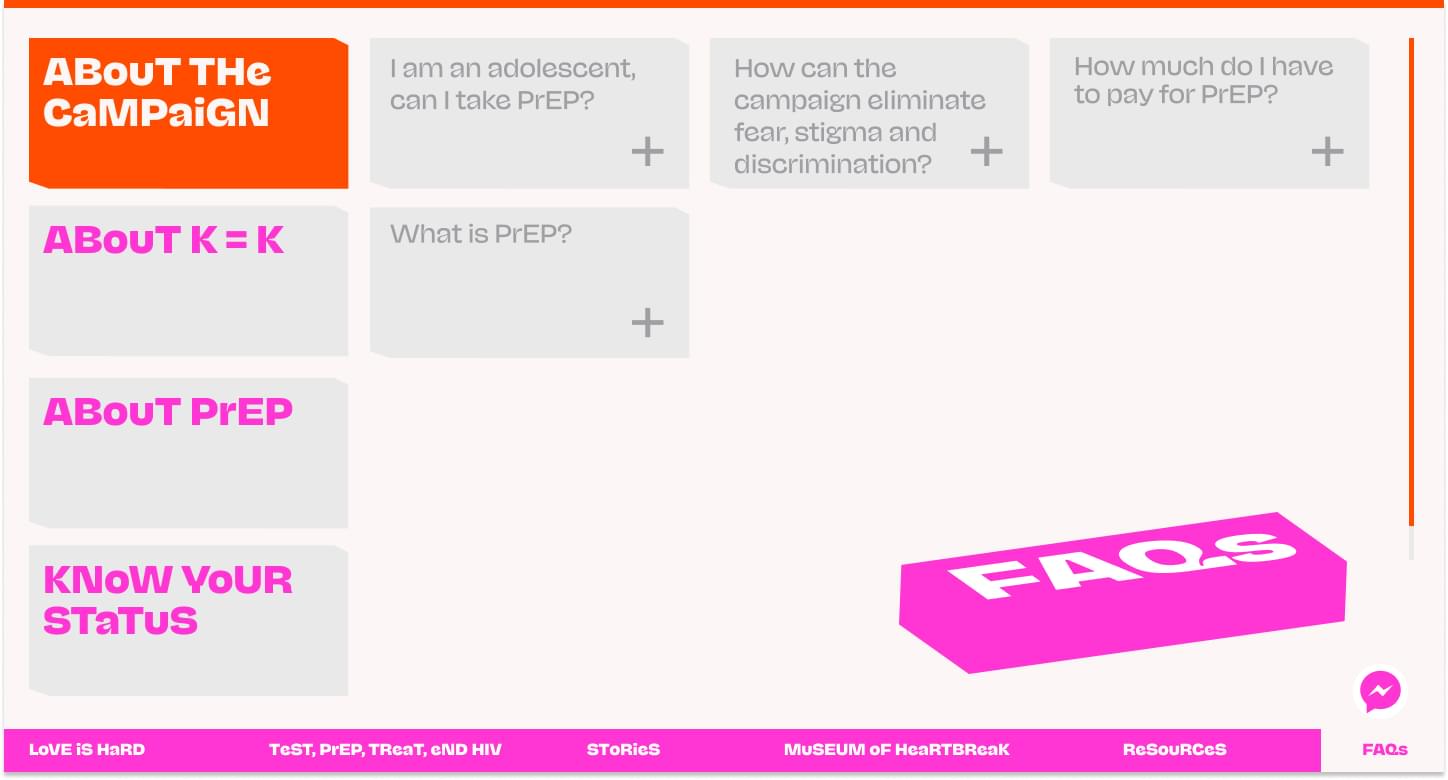 ABouT THe
CaMPaiGN
I am an adolescent,
can I take PrEP?
How can the
campaign eliminate
fear, stigma and
discrimination?
How much do I have
to pay for PrEP?
ABouT K = K
What is PrEP?
ABouT PrEP
KNoW YoUR
STaTuS
FAQs
LoVE iS HaRD
TeST, PrEP, TReaT, eND HIV
SToRieS
MuSEUM oF HeaRTBReaK
ReSouRCeS
FAQs